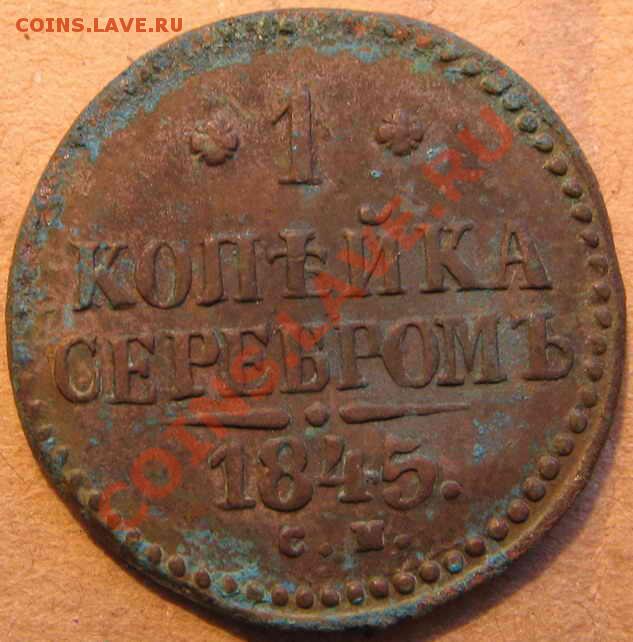 COINS.LAVE.RU
1
КОПѢЙКА
СЕРЕБРОМЪ
1845.
С.М.
COINS.LAVE.RU